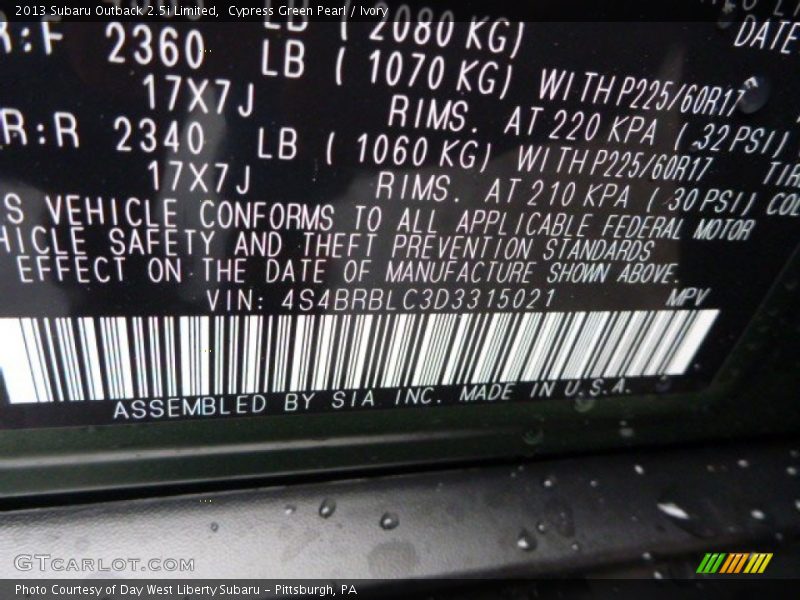 2013 Subaru Outback 2.5i Limited, Cypress Green Pearl / Ivory
LB ( 2080 KG)
DATE
R:F 2360 LB ( 1070 KG) WITH P225/60R17
17X7J RIMS. AT 220 KPA ( 32 PSI)
R:R 2340 LB ( 1060 KG) WITH P225/60R17 TIR
17X7J RIMS. AT 210 KPA ( 30 PSI) COL
S VEHICLE CONFORMS TO ALL APPLICABLE FEDERAL MOTOR
HICLE SAFETY AND THEFT PREVENTION STANDARDS
EFFECT ON THE DATE OF MANUFACTURE SHOWN ABOVE.
VIN: 4S4BRBLC3D3315021 MPV
ASSEMBLED BY SIA INC. MADE IN U.S.A.
GTCARLOT.COM
Photo Courtesy of Day West Liberty Subaru - Pittsburgh, PA